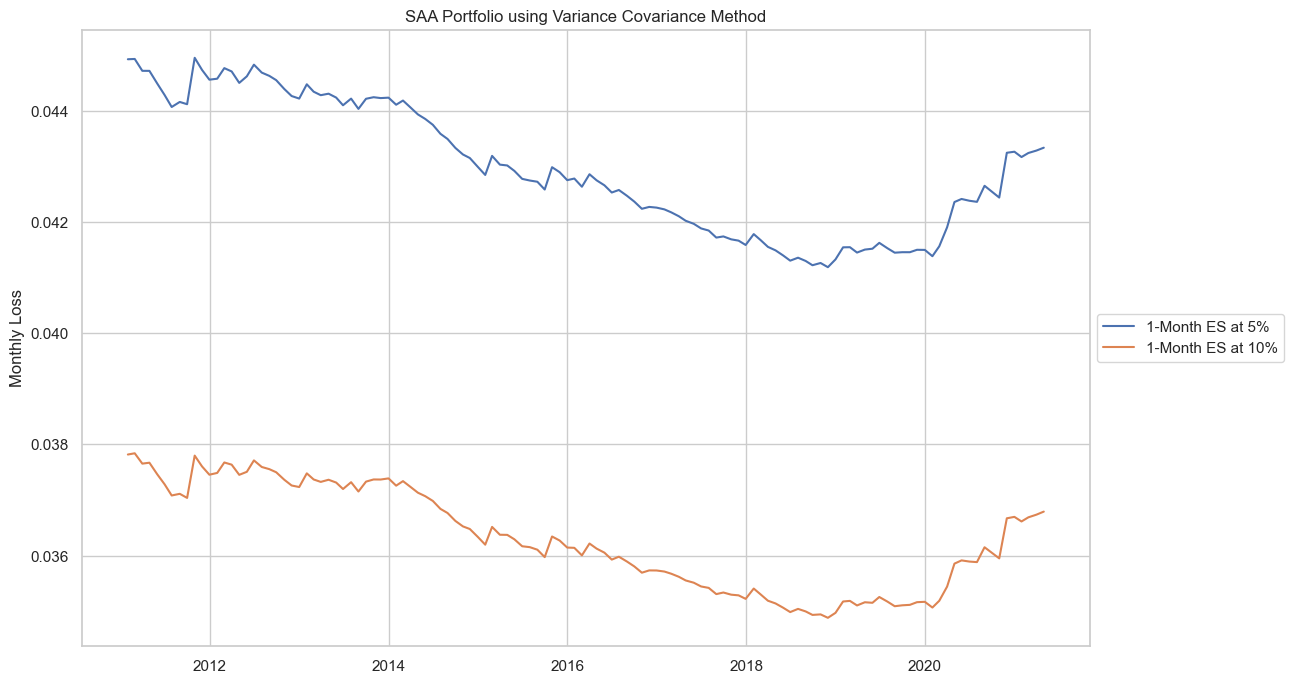 SAA Portfolio using Variance Covariance Method
Monthly Loss
0.044
0.042
0.040
0.038
0.036
2012
2014
2016
2018
2020
1-Month ES at 5%
1-Month ES at 10%